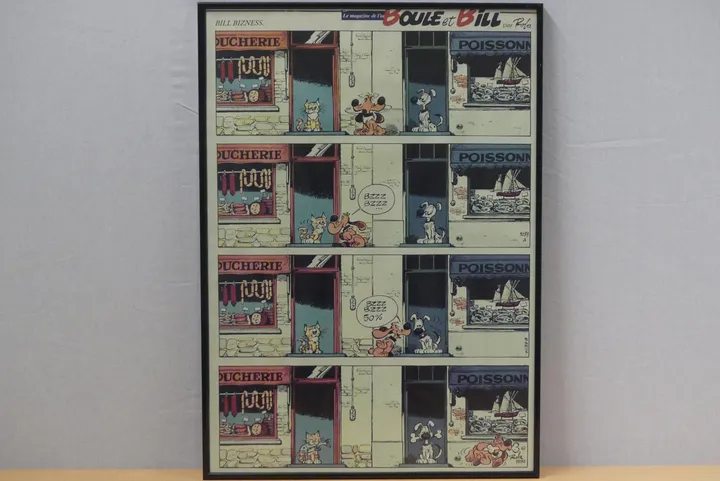 BILL BIZNESS.
Le magazine de l'
BOULE et BILL
PAR Roba
OUCHERIE
POISSONN
OUCHERIE
BZZZ
BZZZ
...
POISSONN
OUCHERIE
BZZZ
BZZZ
50%
POISSONN
OUCHERIE
POISSONN